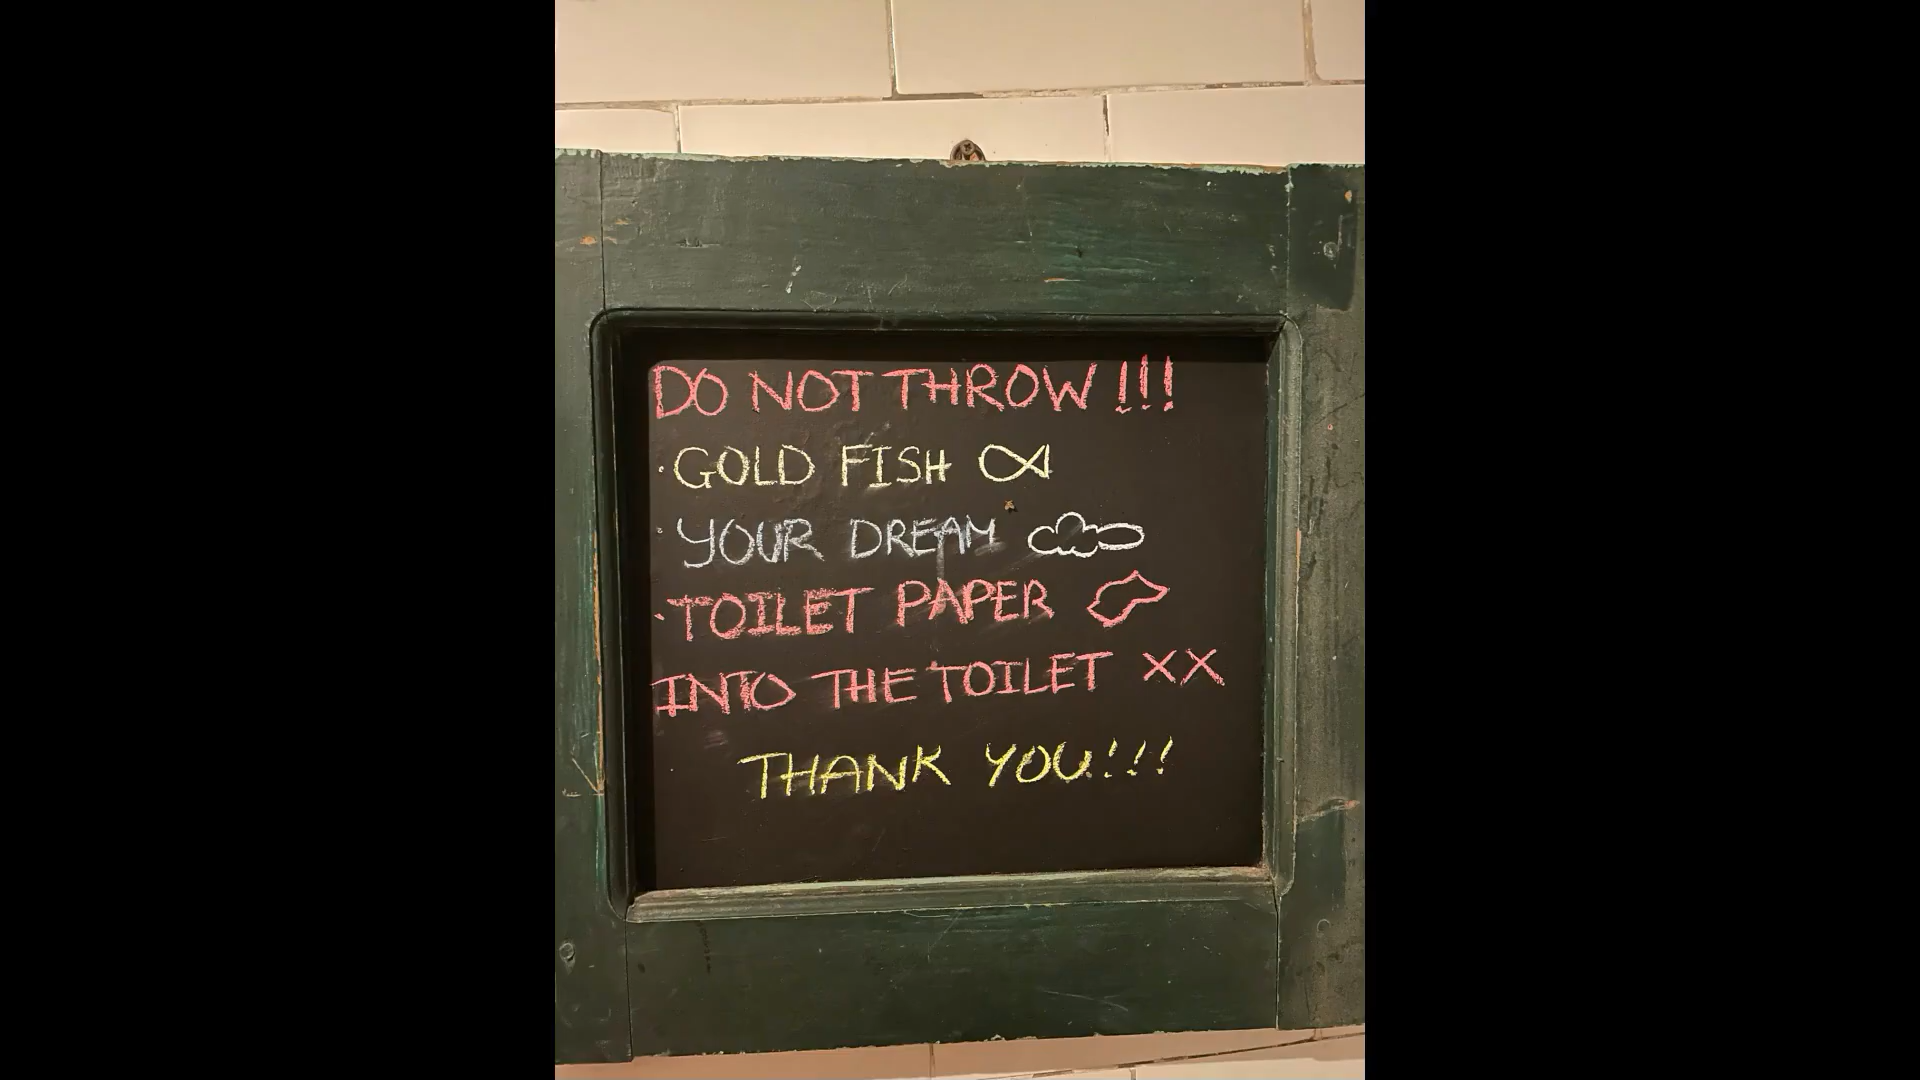 DO NOT THROW!!!
· GOLD FISH
· YOUR DREAM
· TOILET PAPER
INTO THE TOILET XX
THANK YOU!!!